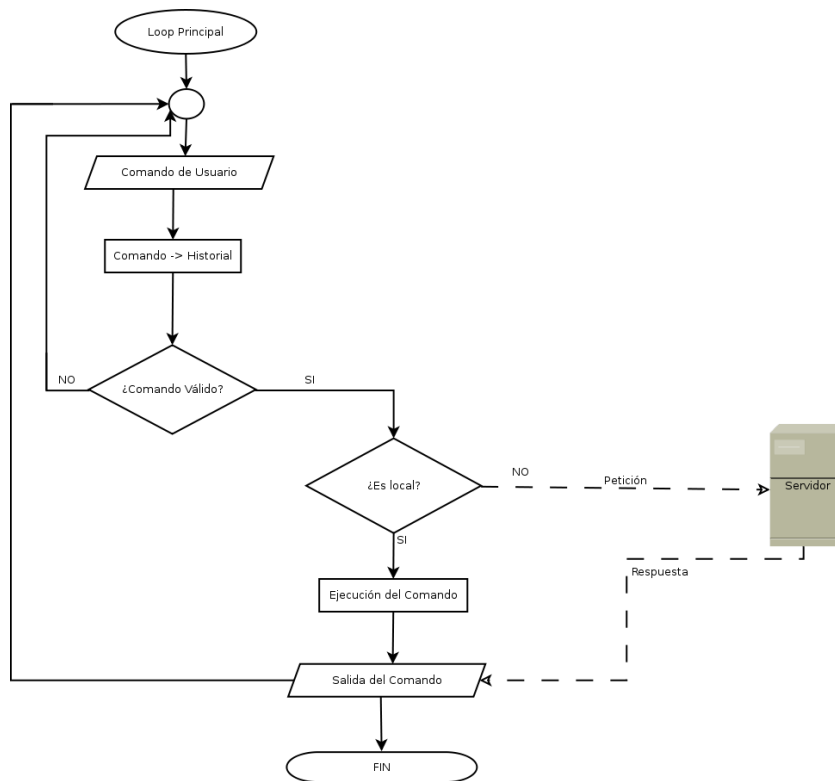 Loop Principal
Comando de Usuario
Comando -> Historial
¿Comando Válido?
NO
SI
¿Es local?
NO
Petición
Servidor
SI
Respuesta
Ejecución del Comando
Salida del Comando
FIN